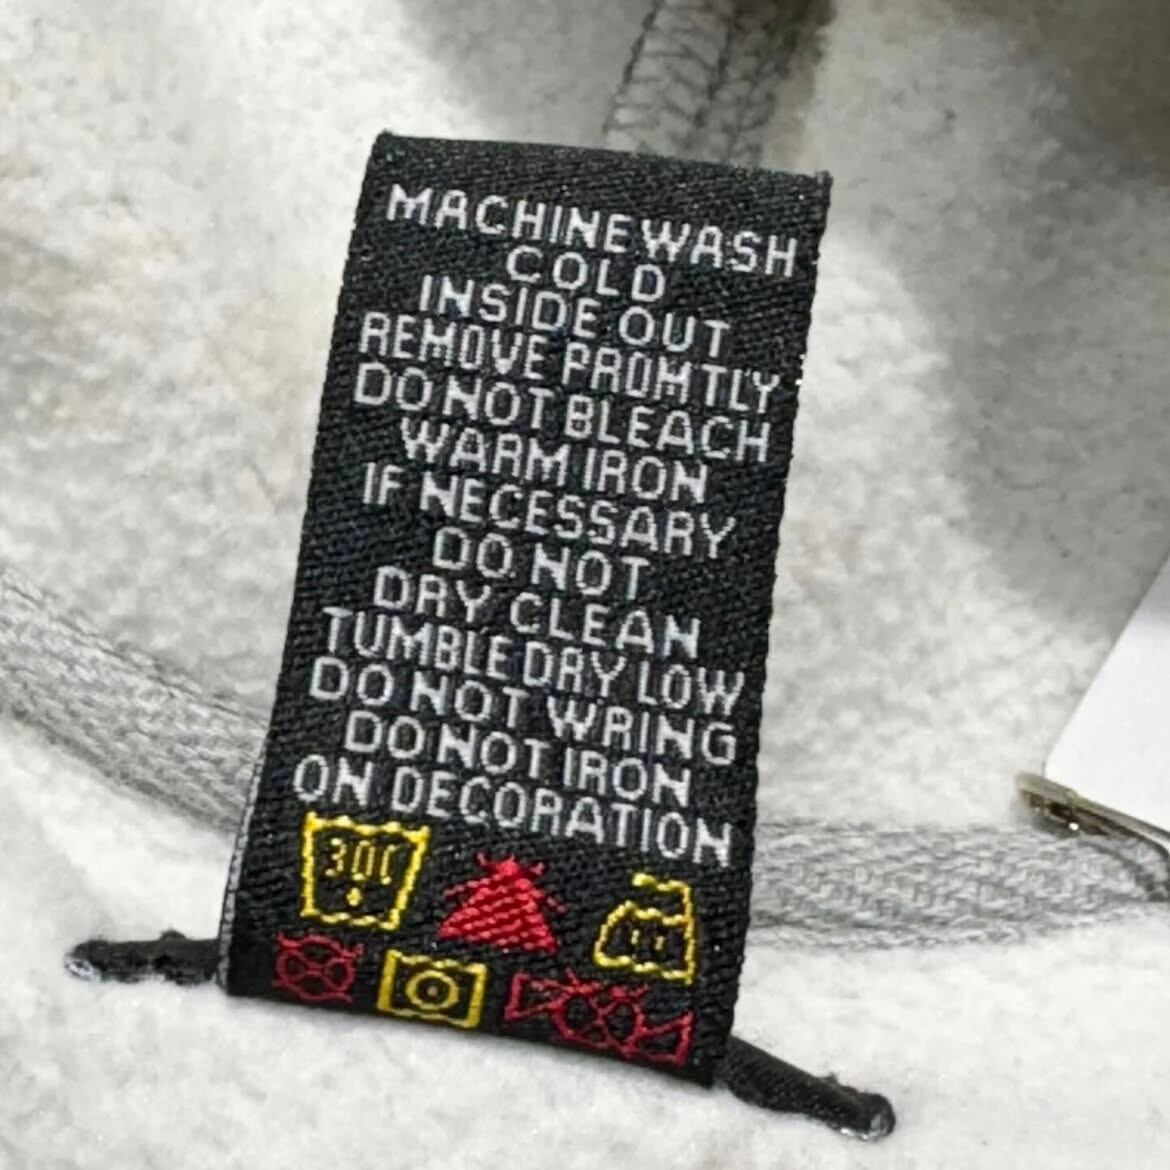 MACHINE WASH
COLD
INSIDE OUT
REMOVE PROMTLY
DO NOT BLEACH
WARM IRON
IF NECESSARY
DO NOT
DRY CLEAN
TUMBLE DRY LOW
DO NOT WRING
DO NOT IRON
ON DECORATION
30C